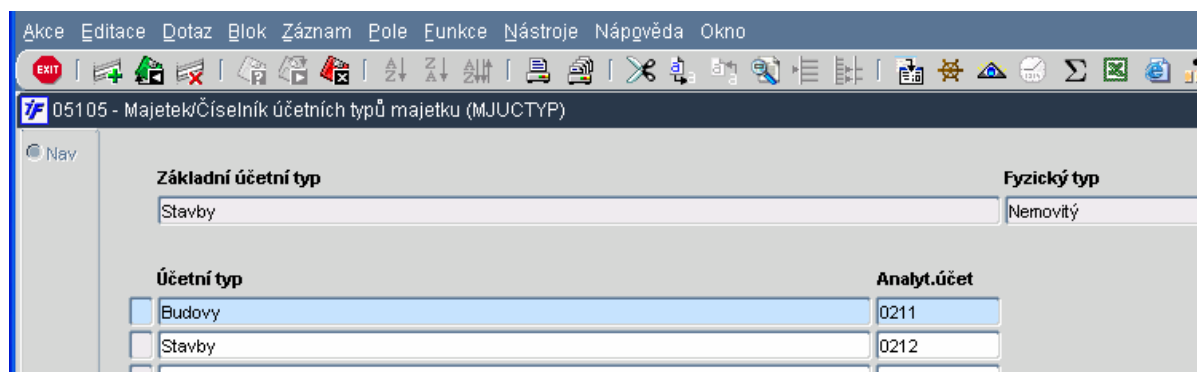 Akce Editace Dotaz Blok Záznam Pole Funkce Nástroje Nápověda Okno
EXIT
05105 - Majetek/Číselník účetních typů majetku (MJUCTYP)
Nav
Základní účetní typ Fyzický typ
Stavby Nemovitý
Účetní typ Analyt.účet
Budovy 0211
Stavby 0212